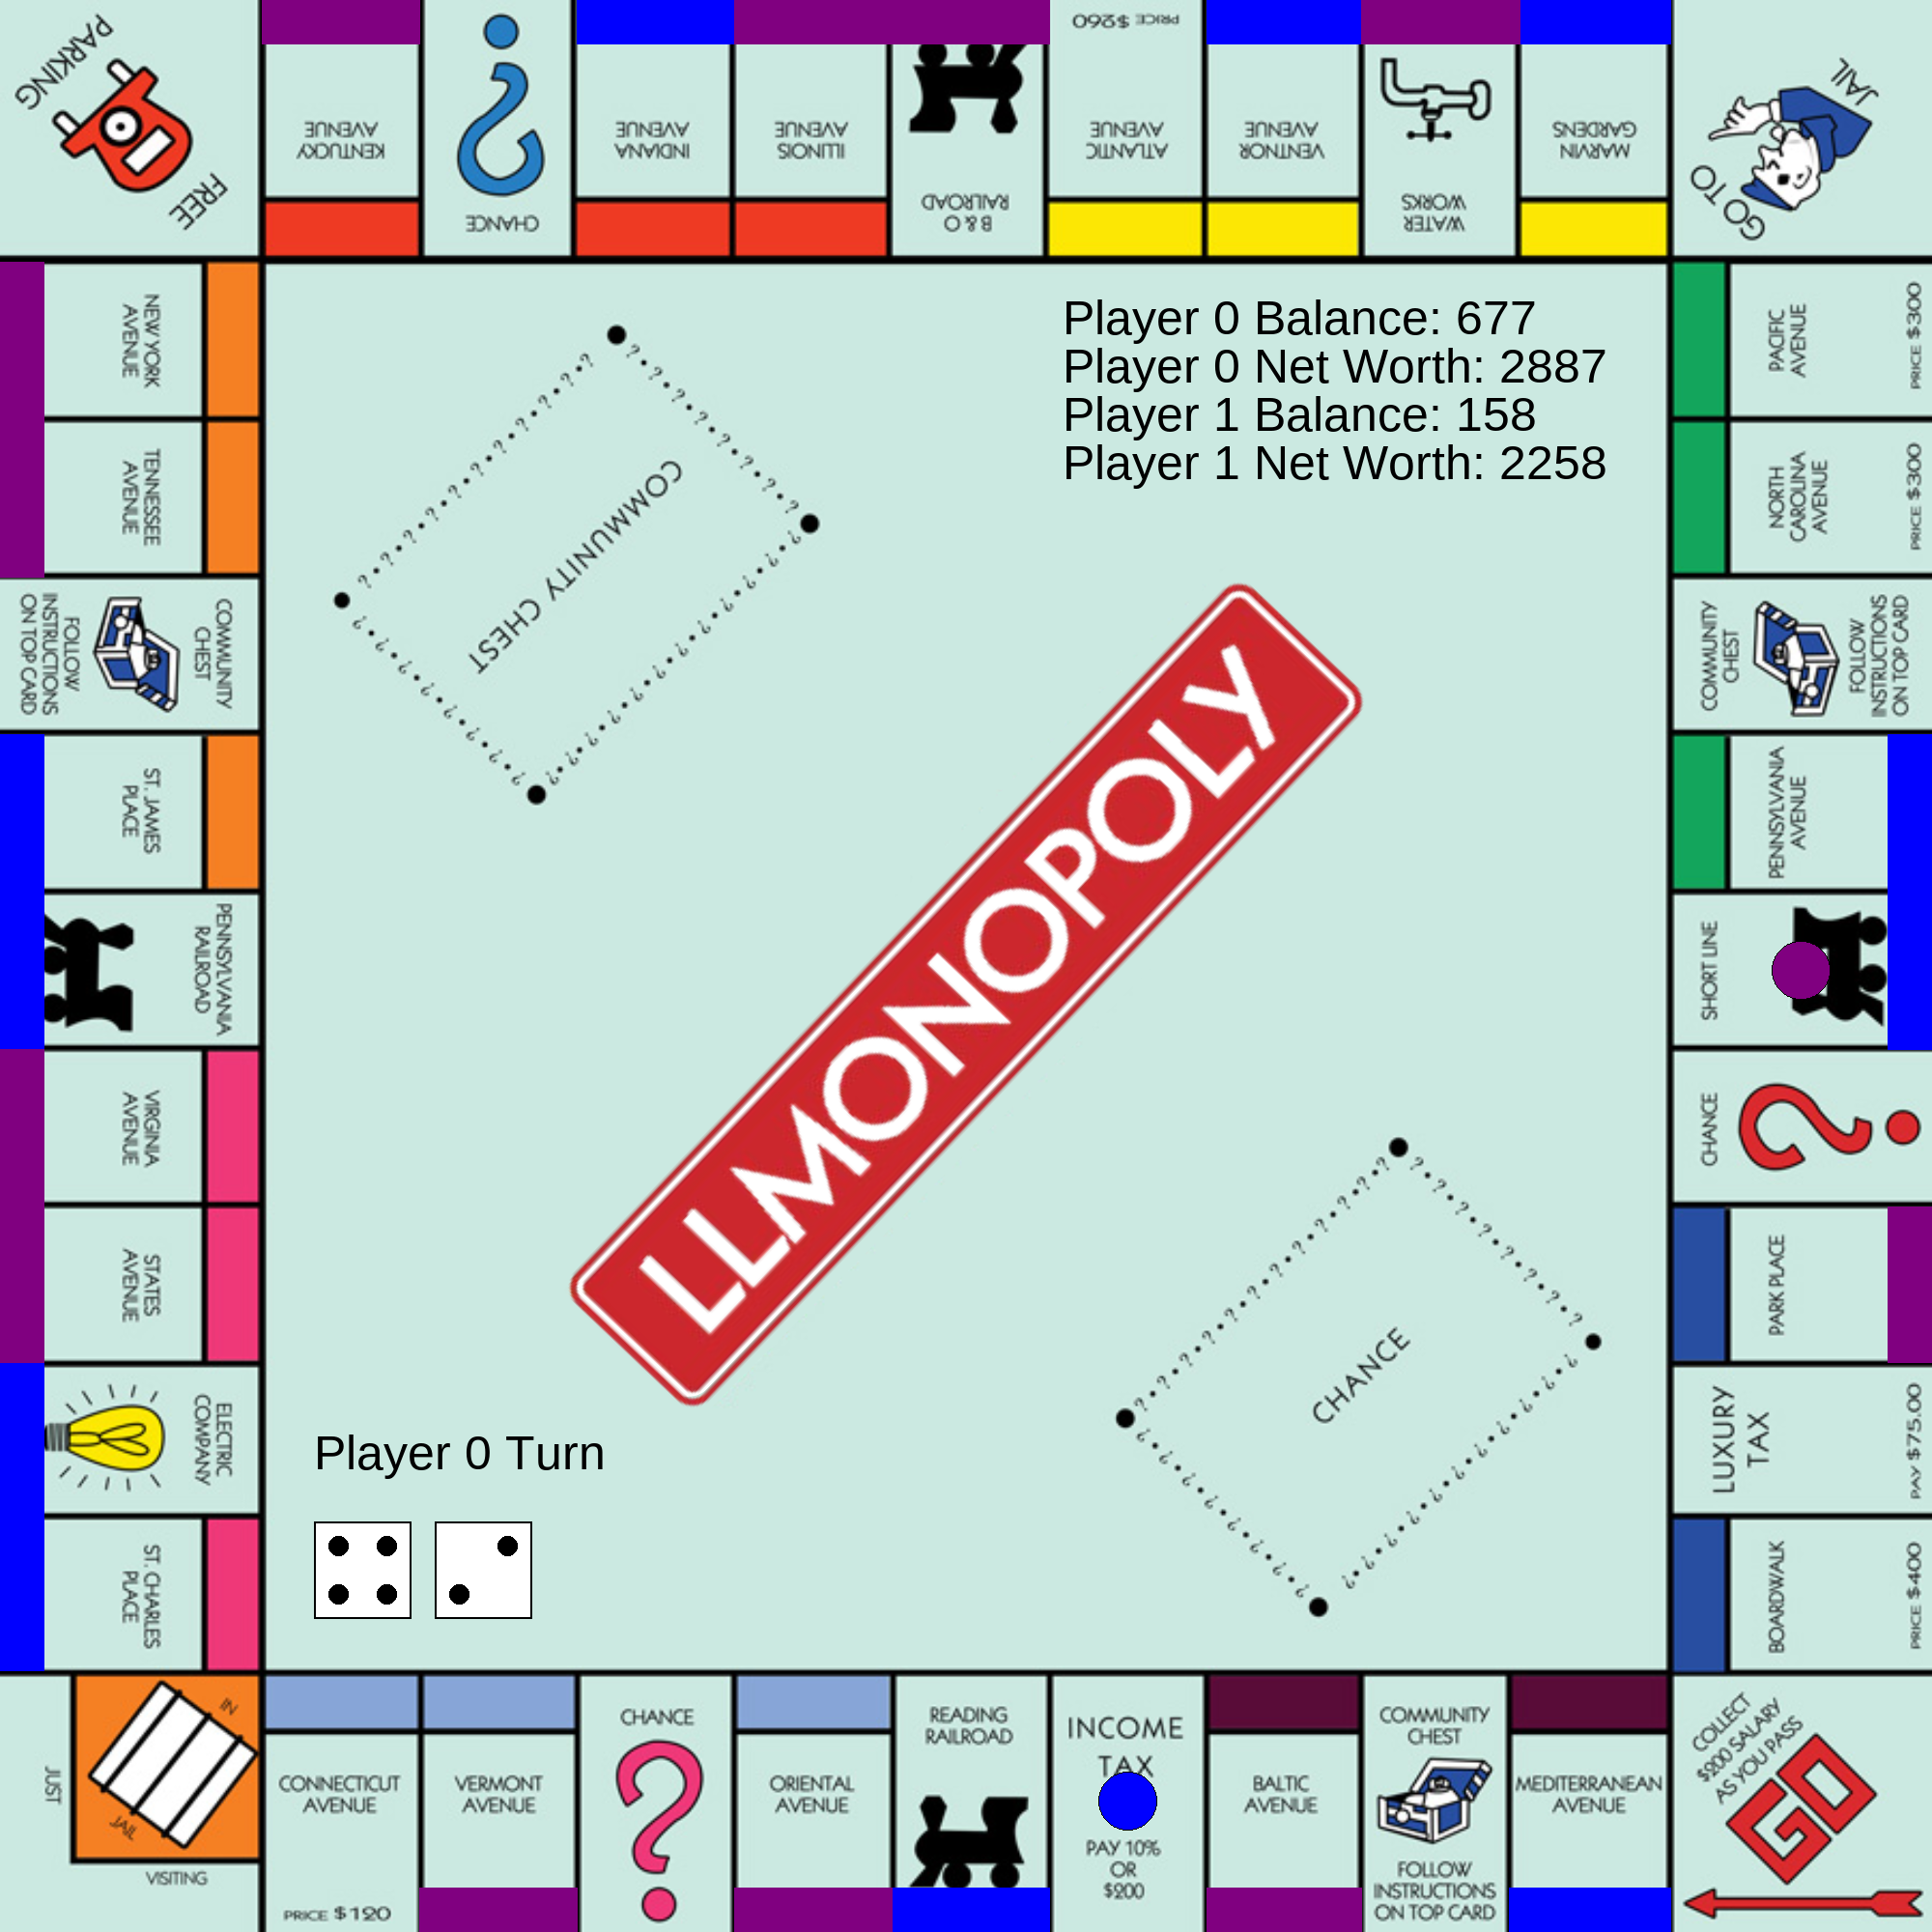 FREE
PARKING
KENTUCKY
AVENUE
CHANCE
INDIANA
AVENUE
ILLINOIS
AVENUE
B & O
RAILROAD
ATLANTIC
AVENUE
PRICE $260
VENTNOR
AVENUE
WATER
WORKS
MARVIN
GARDENS
GO TO
JAIL
NEW YORK
AVENUE
TENNESSEE
AVENUE
COMMUNITY
CHEST
FOLLOW
INSTRUCTIONS
ON TOP CARD
ST. JAMES
PLACE
PENNSYLVANIA
RAILROAD
VIRGINIA
AVENUE
STATES
AVENUE
ELECTRIC
COMPANY
ST. CHARLES
PLACE
Player 0 Balance: 677
Player 0 Net Worth: 2887
Player 1 Balance: 158
Player 1 Net Worth: 2258
COMMUNITY CHEST
LLMONOPOLY
CHANCE
Player 0 Turn
PACIFIC
AVENUE
PRICE $300
NORTH
CAROLINA
AVENUE
PRICE $300
COMMUNITY
CHEST
FOLLOW
INSTRUCTIONS
ON TOP CARD
PENNSYLVANIA
AVENUE
SHORT LINE
CHANCE
PARK PLACE
LUXURY
TAX
PAY $75.00
BOARDWALK
PRICE $400
JUST
VISITING
IN
JAIL
CONNECTICUT
AVENUE
PRICE $120
VERMONT
AVENUE
CHANCE
ORIENTAL
AVENUE
READING
RAILROAD
INCOME
TAX
PAY 10%
OR
$200
BALTIC
AVENUE
COMMUNITY
CHEST
FOLLOW
INSTRUCTIONS
ON TOP CARD
MEDITERRANEAN
AVENUE
COLLECT
$200 SALARY
AS YOU PASS
GO